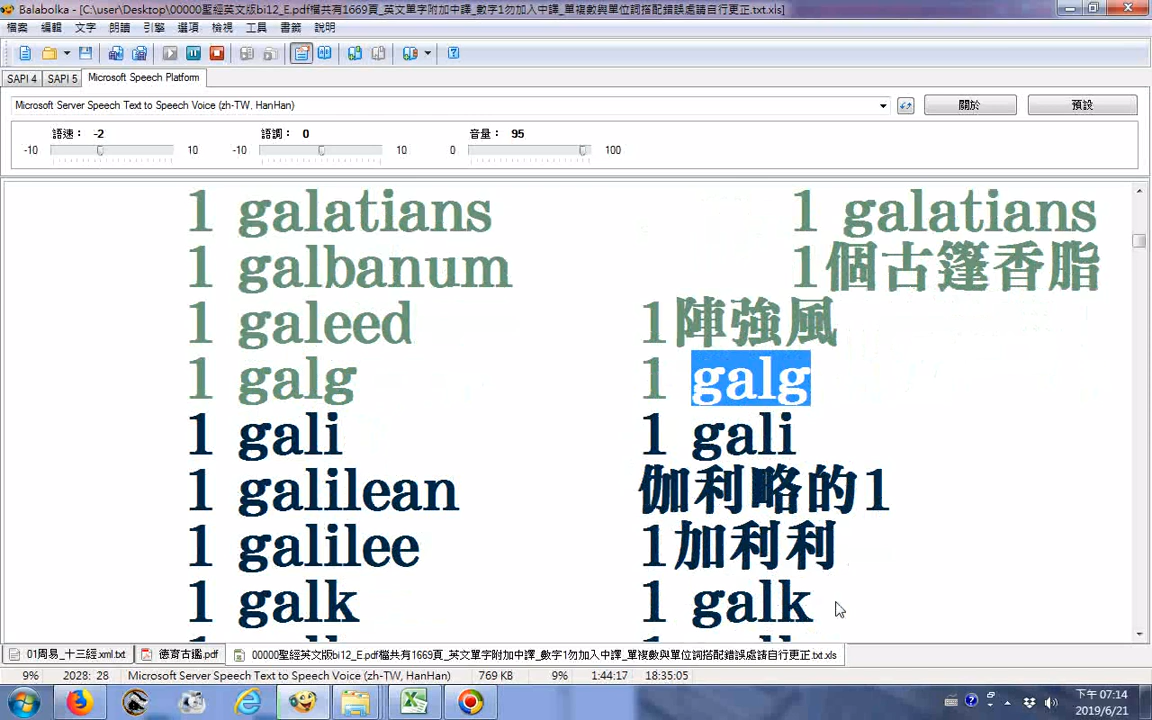 Balabolka - [C:\user\Desktop\00000聖經英文版bi12_E.pdf檔共有1669頁_英文單字附加中譯_數字1勿加入中譯_單複數與單位詞搭配錯誤處請自行更正.txt.xls]
檔案 編輯 文字 朗讀 引擎 選項 檢視 工具 書籤 說明
SAPI 4 SAPI 5 Microsoft Speech Platform
Microsoft Server Speech Text to Speech Voice (zh-TW, HanHan) 關於 預設
語速： -2 語調： 0 音量： 95
-10 10 -10 10 0 100
1 galatians 1 galatians
1 galbanum 1個古篷香脂
1 galeed 1陣強風
1 galg 1 galg
1 gali 1 gali
1 galilean 伽利略的1
1 galilee 1加利利
1 galk 1 galk
01周易_十三經.xml.txt 德育古鑑.pdf 00000聖經英文版bi12_E.pdf檔共有1669頁_英文單字附加中譯_數字1勿加入中譯_單複數與單位詞搭配錯誤處請自行更正.txt.xls
9% 2028: 28 Microsoft Server Speech Text to Speech Voice (zh-TW, HanHan) 769 KB 9% 1:44:17 18:35:05
下午 07:14
2019/6/21